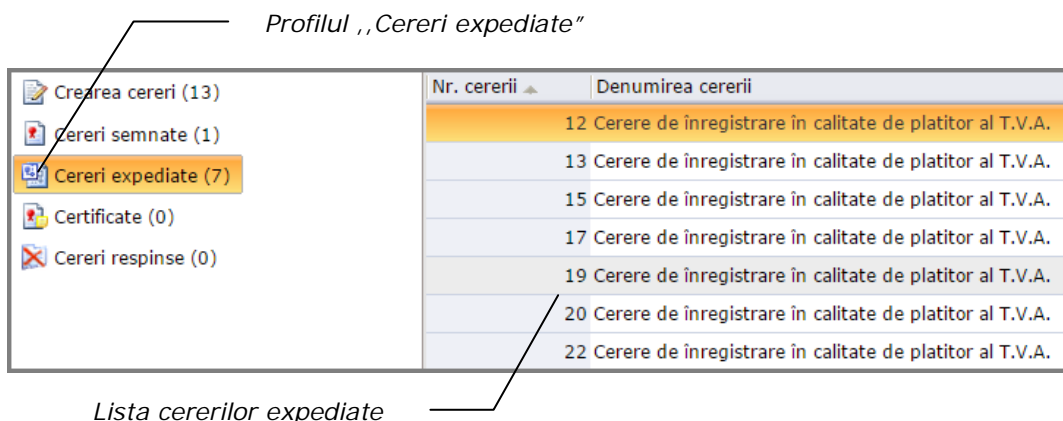 Profilul ,,Cereri expediate”
Crearea cereri (13)
Cereri semnate (1)
Cereri expediate (7)
Certificate (0)
Cereri respinse (0)
Nr. cererii Denumirea cererii
12 Cerere de înregistrare în calitate de platitor al T.V.A.
13 Cerere de înregistrare în calitate de platitor al T.V.A.
15 Cerere de înregistrare în calitate de platitor al T.V.A.
17 Cerere de înregistrare în calitate de platitor al T.V.A.
19 Cerere de înregistrare în calitate de platitor al T.V.A.
20 Cerere de înregistrare în calitate de platitor al T.V.A.
22 Cerere de înregistrare în calitate de platitor al T.V.A.
Lista cererilor expediate